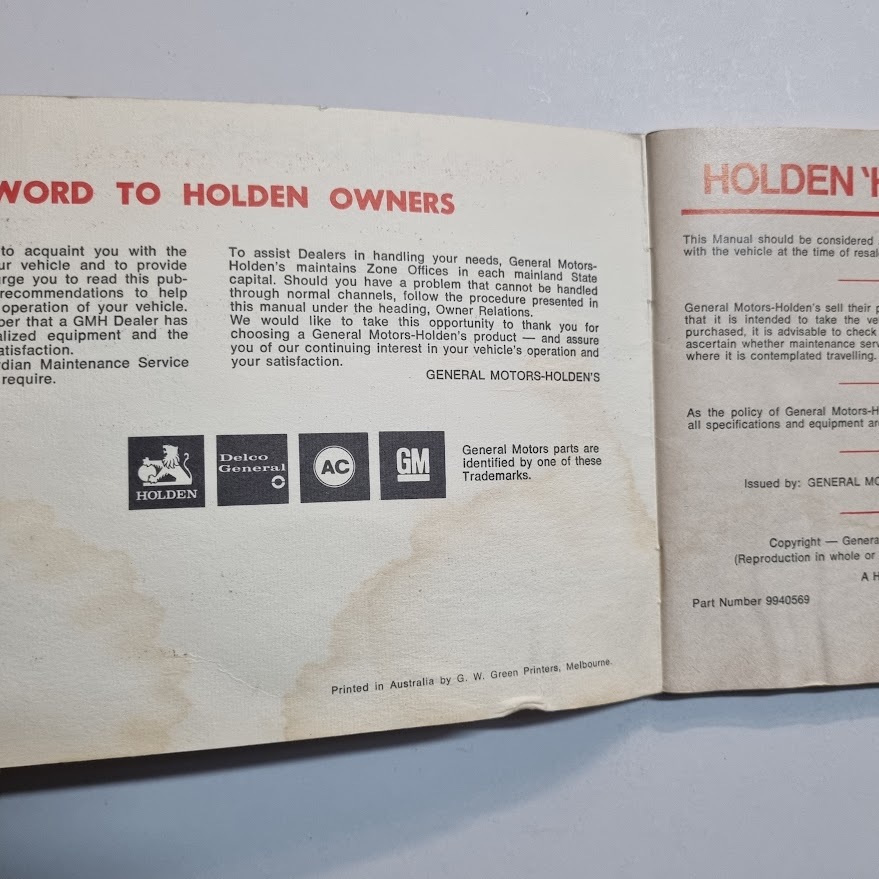 WORD TO HOLDEN OWNERS
to acquaint you with the
ur vehicle and to provide
rge you to read this pub-
recommendations to help
operation of your vehicle.
ber that a GMH Dealer has
alized equipment and the
atisfaction.
rdian Maintenance Service
require.
To assist Dealers in handling your needs, General Motors-
Holden's maintains Zone Offices in each mainland State
capital. Should you have a problem that cannot be handled
through normal channels, follow the procedure presented in
this manual under the heading, Owner Relations.
We would like to take this opportunity to thank you for
choosing a General Motors-Holden's product — and assure
you of our continuing interest in your vehicle's operation and
your satisfaction.
GENERAL MOTORS-HOLDEN'S
HOLDEN
Delco
General
AC
GM
General Motors parts are
identified by one of these
Trademarks.
Printed in Australia by G. W. Green Printers, Melbourne.
HOLDEN 'H
This Manual should be considered
with the vehicle at the time of resal
General Motors-Holden's sell their p
that it is intended to take the ve
purchased, it is advisable to check
ascertain whether maintenance serv
where it is contemplated travelling.
As the policy of General Motors-H
all specifications and equipment ar
Issued by: GENERAL MO
Copyright — Genera
(Reproduction in whole or
A H
Part Number 9940569